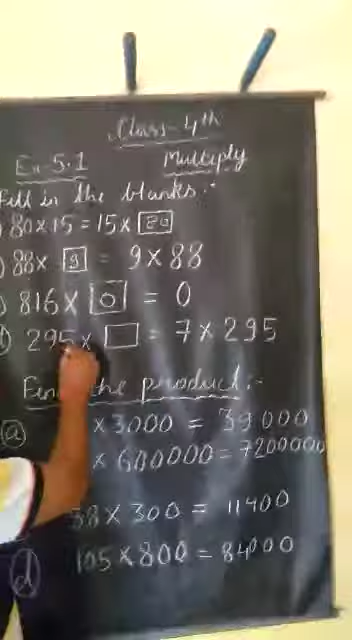 Class-4th
Ex-5.1 Multiply
Fill in the blanks:-
80×15=15×80
88×9=9×88
816×0=0
295×□=7×295
Find the product:-
(a) ×3000=39000
×600000=7200000
38×300=11400
(d) 105×800=84000